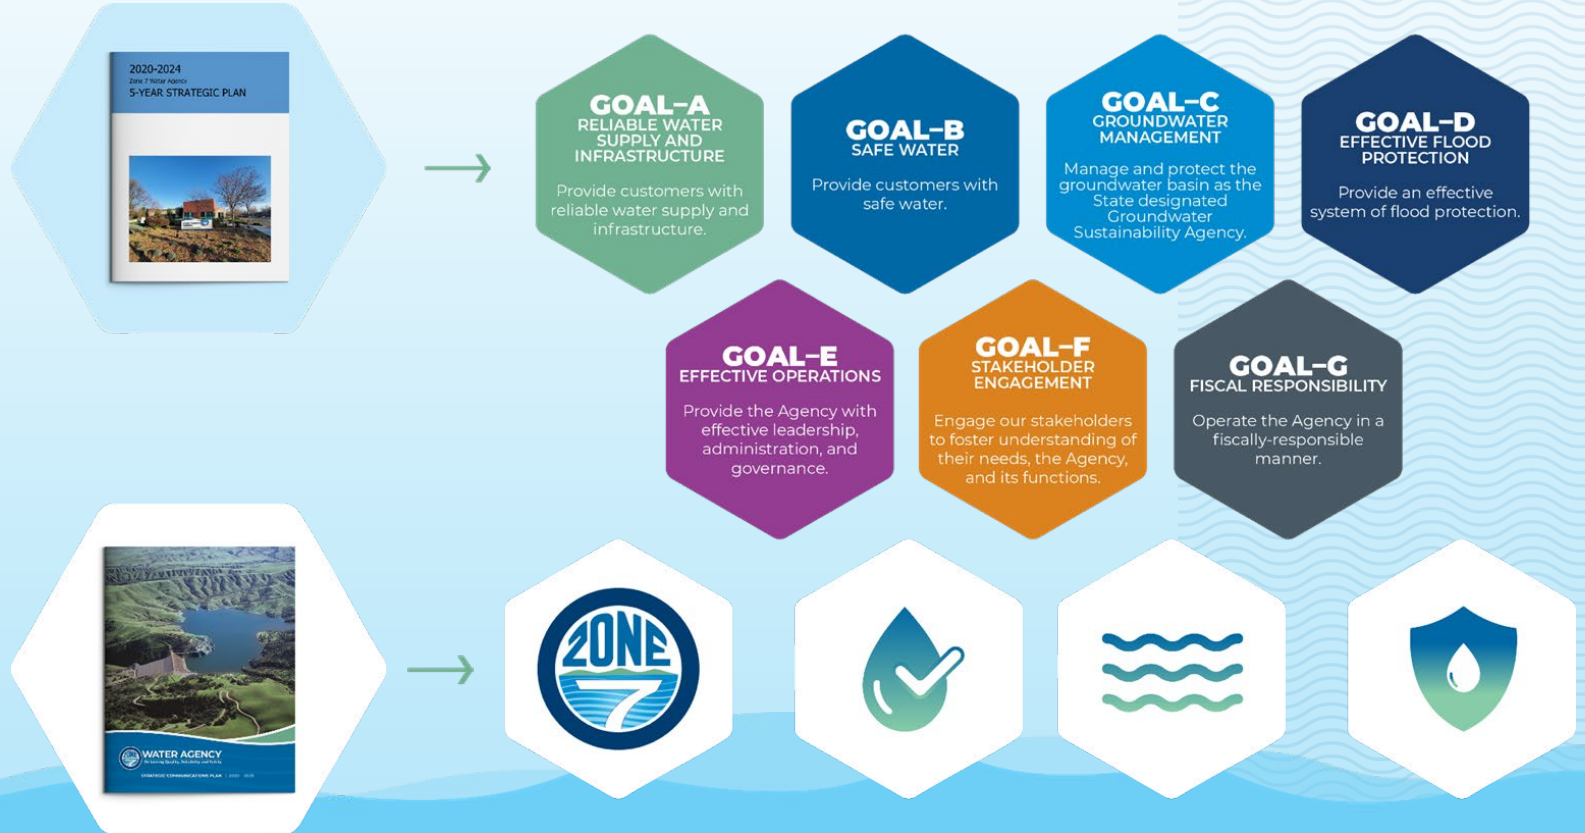 2020-2024
Zone 7 Water Agency
5-YEAR STRATEGIC PLAN
GOAL–A
RELIABLE WATER
SUPPLY AND
INFRASTRUCTURE
Provide customers with
reliable water supply and
infrastructure.
GOAL–B
SAFE WATER
Provide customers with
safe water.
GOAL–C
GROUNDWATER
MANAGEMENT
Manage and protect the
groundwater basin as the
State designated
Groundwater
Sustainability Agency.
GOAL–D
EFFECTIVE FLOOD
PROTECTION
Provide an effective
system of flood protection.
GOAL–E
EFFECTIVE OPERATIONS
Provide the Agency with
effective leadership,
administration, and
governance.
GOAL–F
STAKEHOLDER
ENGAGEMENT
Engage our stakeholders
to foster understanding of
their needs, the Agency,
and its functions.
GOAL–G
FISCAL RESPONSIBILITY
Operate the Agency in a
fiscally-responsible
manner.
WATER AGENCY
STRATEGIC COMMUNICATIONS PLAN
ZONE
7